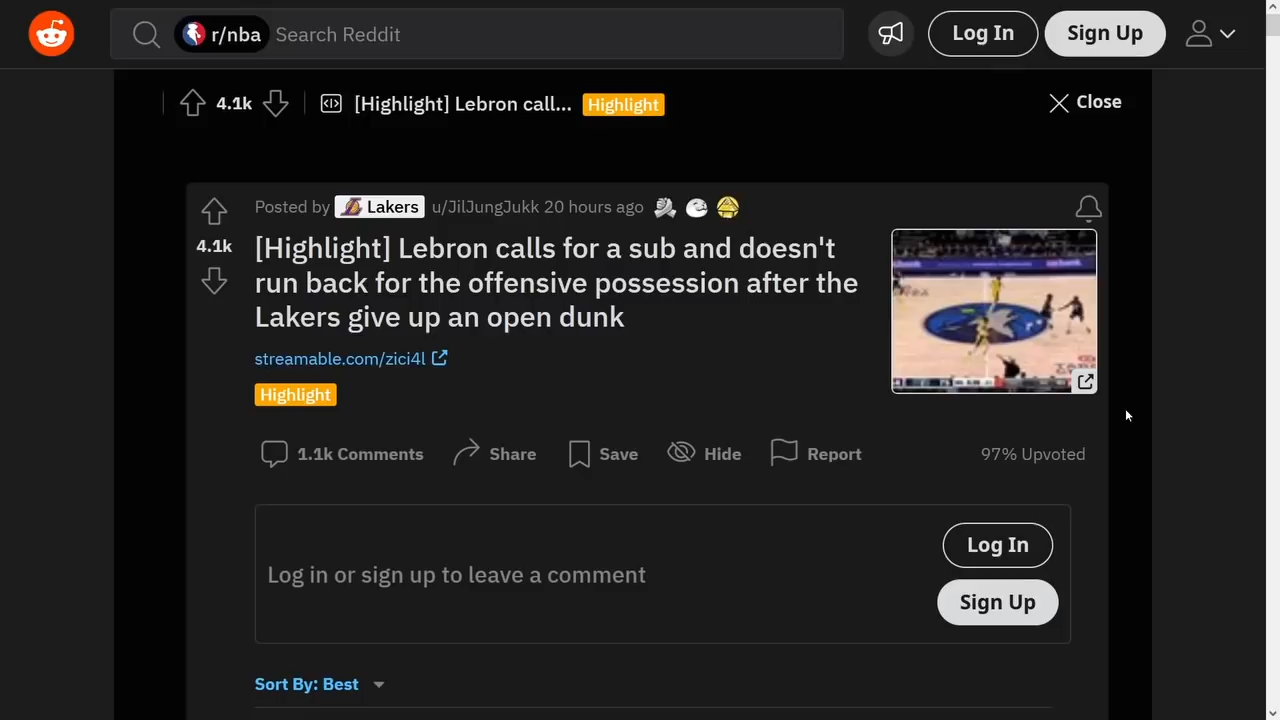 r/nba Search Reddit Log In Sign Up
4.1k [Highlight] Lebron call... Highlight Close
Posted by Lakers u/JilJungJukk 20 hours ago
4.1k
[Highlight] Lebron calls for a sub and doesn't
run back for the offensive possession after the
Lakers give up an open dunk
streamable.com/zici4l
Highlight
1.1k Comments Share Save Hide Report 97% Upvoted
Log In
Log in or sign up to leave a comment
Sign Up
Sort By: Best